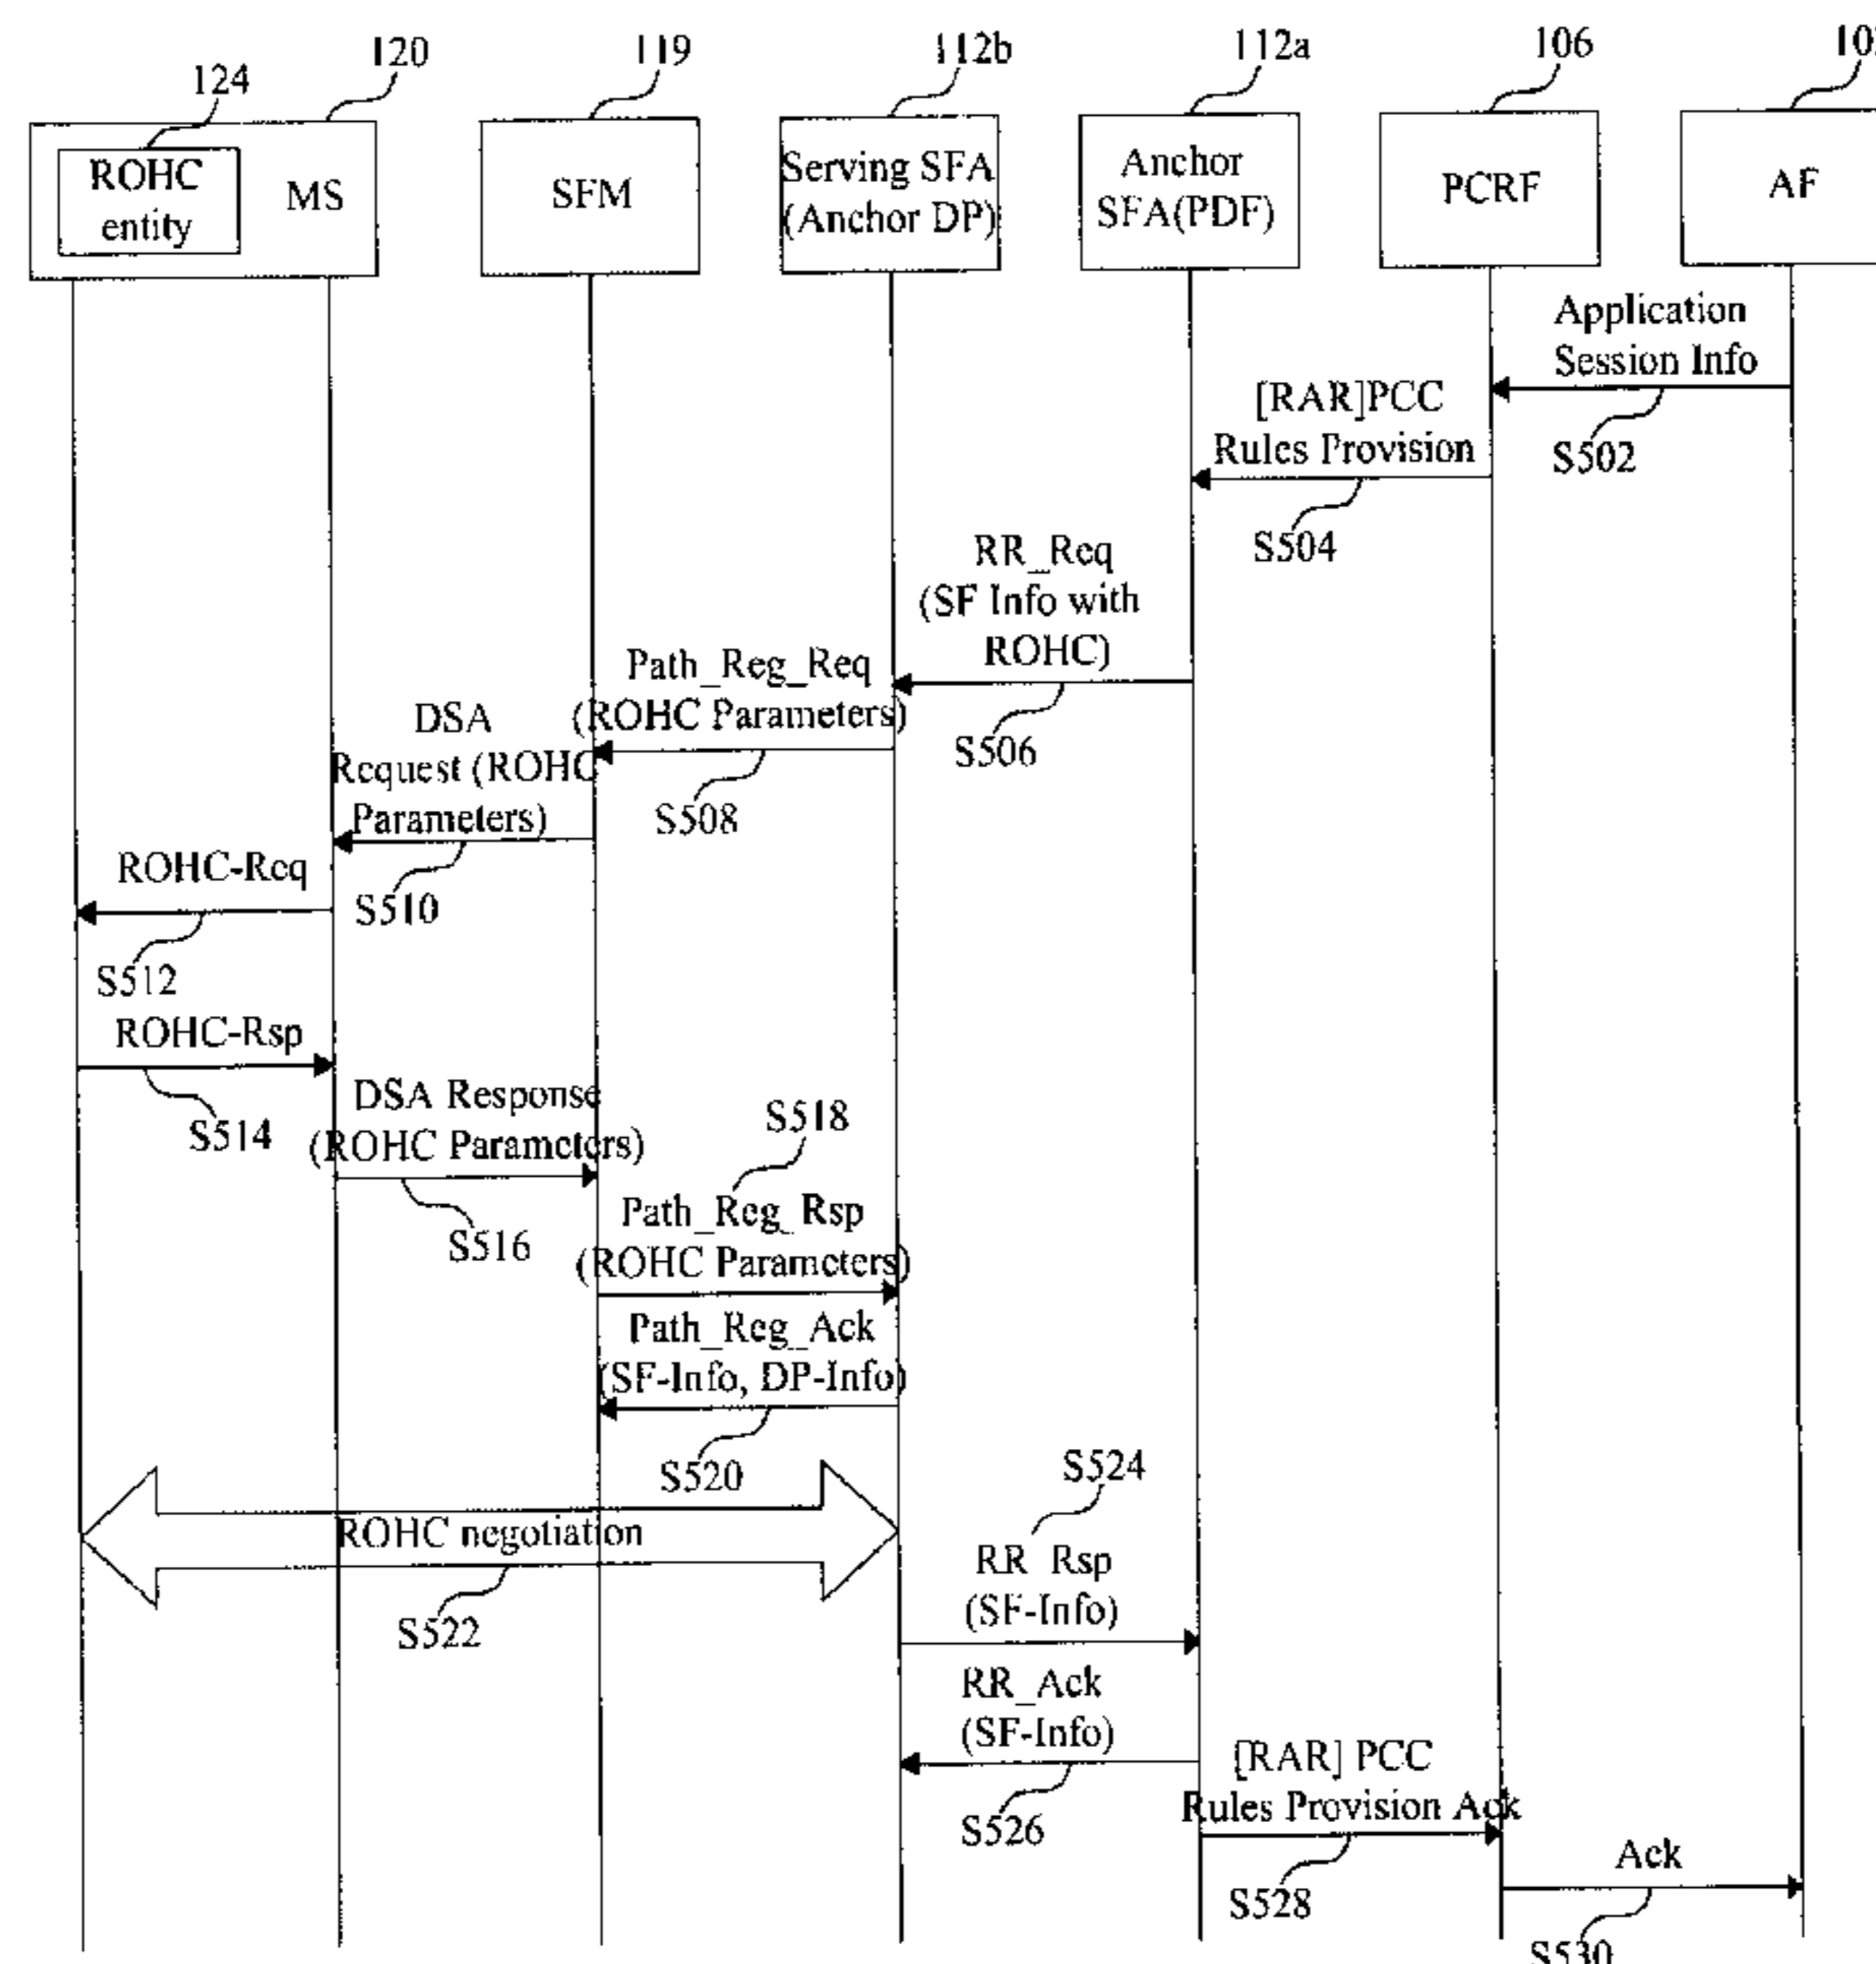 124
120
119
112b
112a
106
ROHC
entity
MS
SFM
Serving SFA
(Anchor DP)
Anchor
SFA(PDF)
PCRF
AF
Application
Session Info
S502
[RAR]PCC
Rules Provision
S504
RR_Req
(SF Info with
ROHC)
S506
Path_Reg_Req
(ROHC Parameters)
S508
DSA
Request (ROHC
Parameters)
S510
ROHC-Req
S512
ROHC-Rsp
S514
DSA Response
(ROHC Parameters)
S516
S518
Path_Reg_Rsp
(ROHC Parameters)
Path_Reg_Ack
(SF-Info, DP-Info)
S520
ROHC negotiation
S522
S524
RR_Rsp
(SF-Info)
RR_Ack
(SF-Info)
S526
[RAR] PCC
Rules Provision Ack
S528
Ack
S530